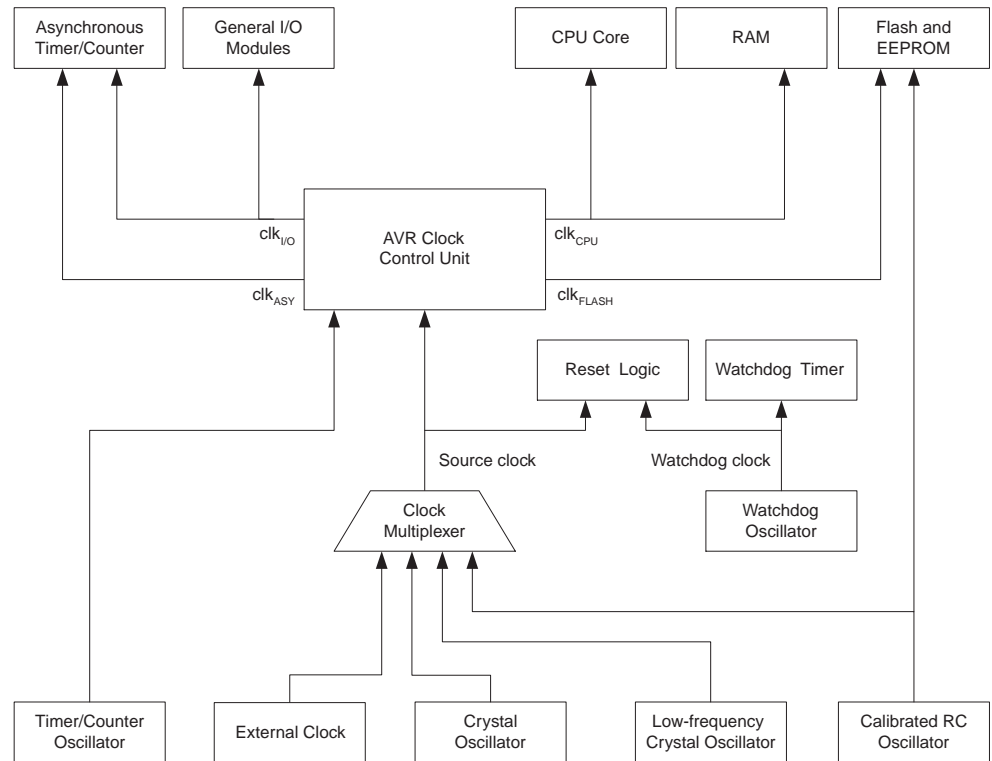 Asynchronous
Timer/Counter
General I/O
Modules
CPU Core
RAM
Flash and
EEPROM
clkI/O
AVR Clock
Control Unit
clkCPU
clkASY
clkFLASH
Reset Logic
Watchdog Timer
Source clock
Watchdog clock
Clock
Multiplexer
Watchdog
Oscillator
Timer/Counter
Oscillator
External Clock
Crystal
Oscillator
Low-frequency
Crystal Oscillator
Calibrated RC
Oscillator